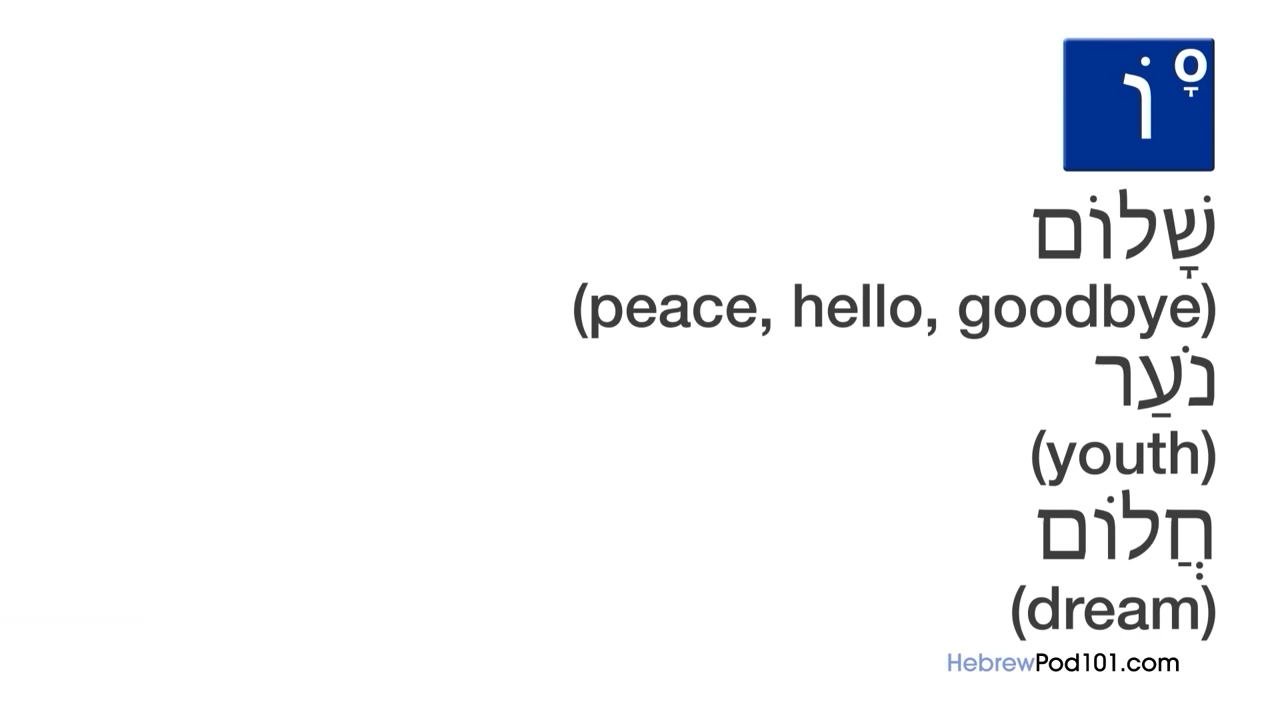 וֹ ָo
שָׁלוֹם
(peace, hello, goodbye)
נֹעַר
(youth)
חֲלוֹם
(dream)
HebrewPod101.com